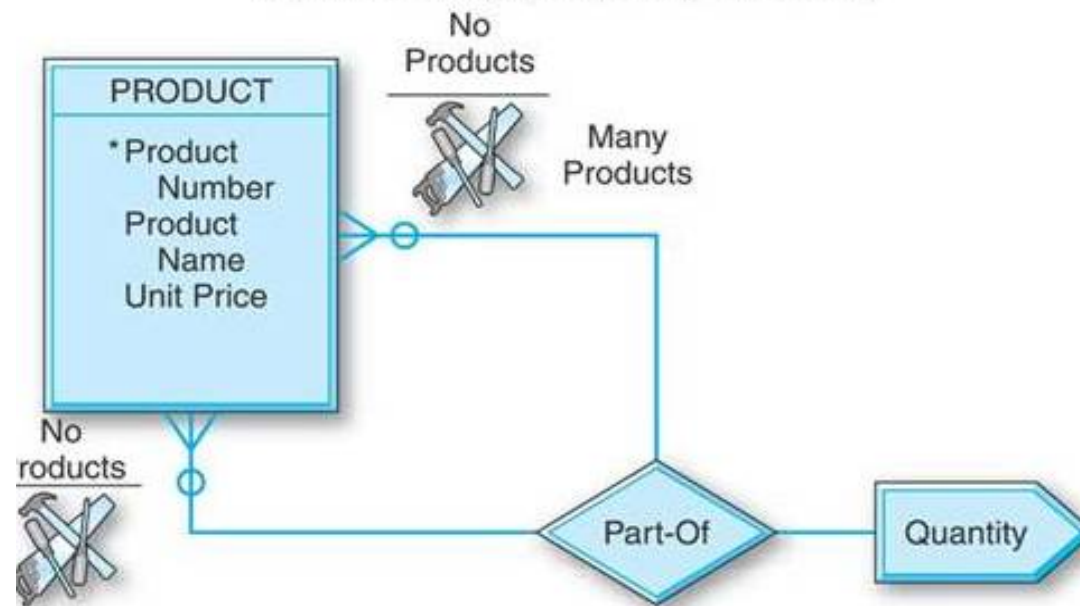 No
Products
PRODUCT
Many
Products
*Product
Number
Product
Name
Unit Price
No
roducts
Part-Of
Quantity